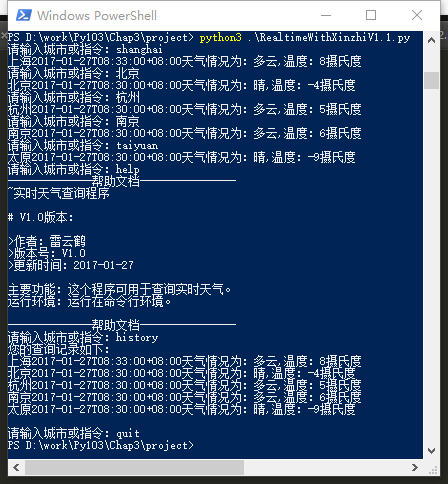 Windows PowerShell
PS D:\work\Py103\Chap3\project> python3 .\RealtimeWithXinzhiV1.1.py
请输入城市或指令: shanghai
上海2017-01-27T08:33:00+08:00天气情况为: 多云,温度: 8摄氏度
请输入城市或指令: 北京
北京2017-01-27T08:30:00+08:00天气情况为: 晴,温度: -4摄氏度
请输入城市或指令: 杭州
杭州2017-01-27T08:30:00+08:00天气情况为: 多云,温度: 5摄氏度
请输入城市或指令: 南京
南京2017-01-27T08:30:00+08:00天气情况为: 多云,温度: 6摄氏度
请输入城市或指令: taiyuan
太原2017-01-27T08:30:00+08:00天气情况为: 晴,温度: -9摄氏度
请输入城市或指令: help
——————帮助文档——————
~实时天气查询程序
# V1.0版本:
>作者: 雷云鹤
>版本号: V1.0
>更新时间: 2017-01-27
主要功能: 这个程序可用于查询实时天气。
运行环境: 运行在命令行环境。
——————帮助文档——————
请输入城市或指令: history
您的查询记录如下:
上海2017-01-27T08:33:00+08:00天气情况为: 多云,温度: 8摄氏度
北京2017-01-27T08:30:00+08:00天气情况为: 晴,温度: -4摄氏度
杭州2017-01-27T08:30:00+08:00天气情况为: 多云,温度: 5摄氏度
南京2017-01-27T08:30:00+08:00天气情况为: 多云,温度: 6摄氏度
太原2017-01-27T08:30:00+08:00天气情况为: 晴,温度: -9摄氏度
请输入城市或指令: quit
PS D:\work\Py103\Chap3\project>